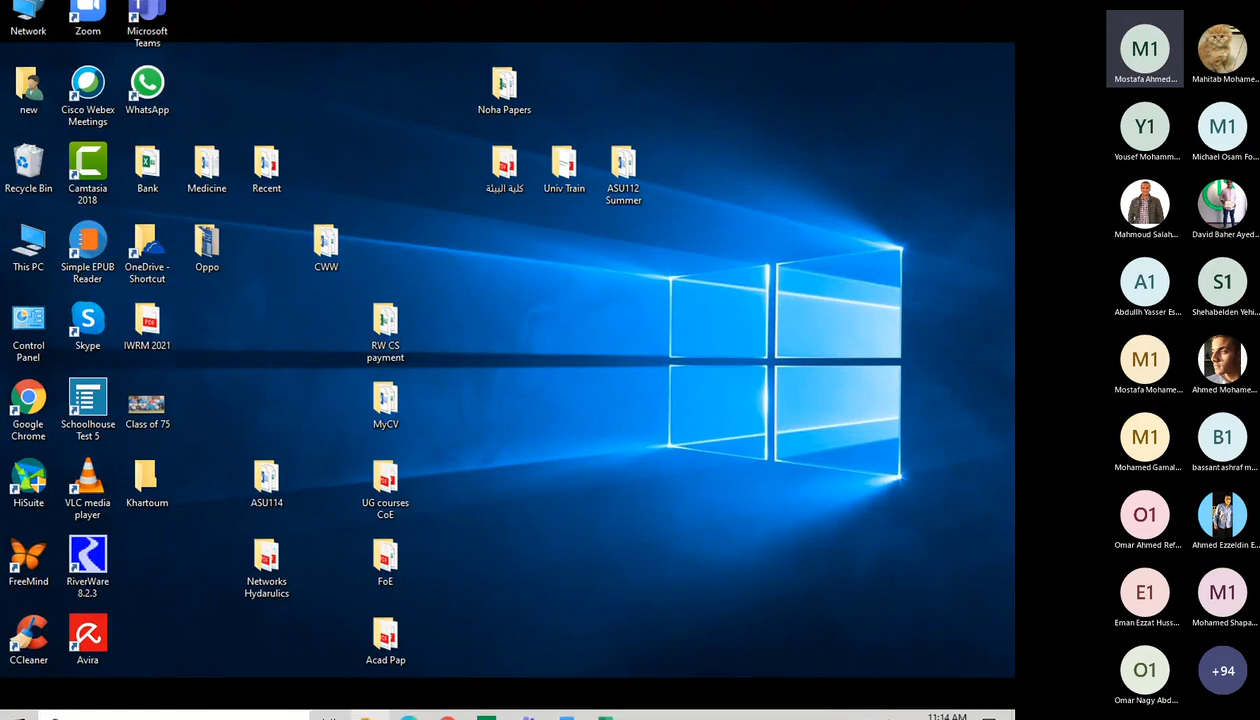 Network
Zoom
Microsoft
Teams
new
Cisco Webex
Meetings
WhatsApp
Noha Papers
Recycle Bin
Camtasia
2018
Bank
Medicine
Recent
كلية البيئة
Univ Train
ASU112
Summer
This PC
Simple EPUB
Reader
OneDrive -
Shortcut
Oppo
CWW
Control
Panel
Skype
IWRM 2021
RW CS
payment
Google
Chrome
Schoolhouse
Test 5
Class of 75
MyCV
HiSuite
VLC media
player
Khartoum
ASU114
UG courses
CoE
FreeMind
RiverWare
8.2.3
Networks
Hydarulics
FoE
CCleaner
Avira
Acad Pap
11:14 AM
M1
Mostafa Ahmed...
Mahitab Mohame...
Y1
Yousef Mohamm...
M1
Michael Osam Fo...
Mahmoud Salah...
David Baher Ayed...
A1
Abdullh Yasser Es...
S1
Shehabelden Yehi...
M1
Mostafa Mohame...
Ahmed Mohame...
M1
Mohamed Gamal...
B1
bassant ashraf m...
O1
Omar Ahmed Ref...
Ahmed Ezzeldin E...
E1
Eman Ezzat Huss...
M1
Mohamed Shapa...
O1
Omar Nagy Abd...
+94